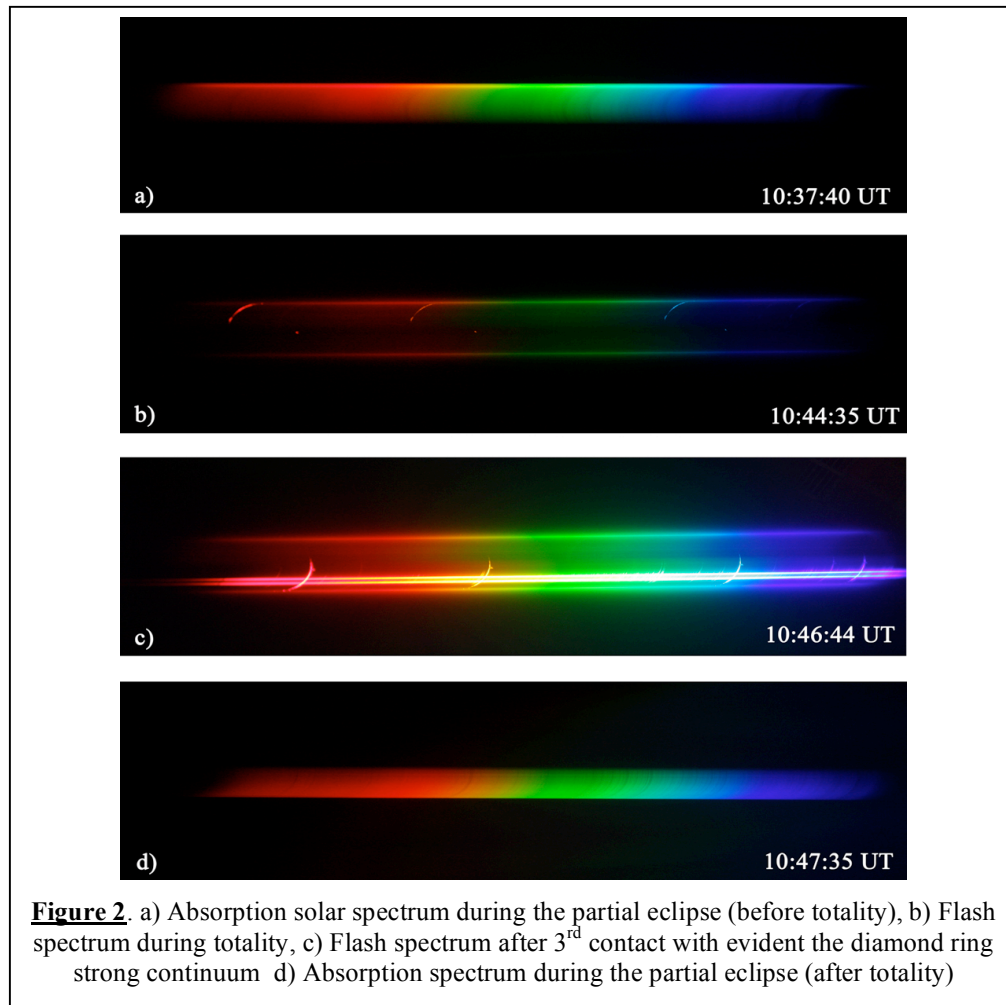 a)
10:37:40 UT
b)
10:44:35 UT
c)
10:46:44 UT
d)
10:47:35 UT
Figure 2. a) Absorption solar spectrum during the partial eclipse (before totality), b) Flash
spectrum during totality, c) Flash spectrum after 3rd contact with evident the diamond ring
strong continuum d) Absorption spectrum during the partial eclipse (after totality)